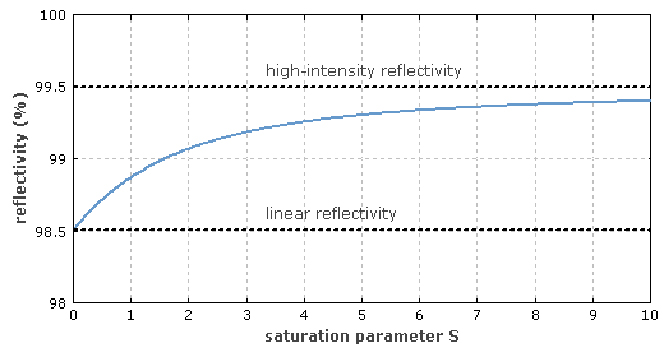 100
high-intensity reflectivity
99.5
99
linear reflectivity
98.5
98
reflectivity (%)
0 1 2 3 4 5 6 7 8 9 10
saturation parameter S